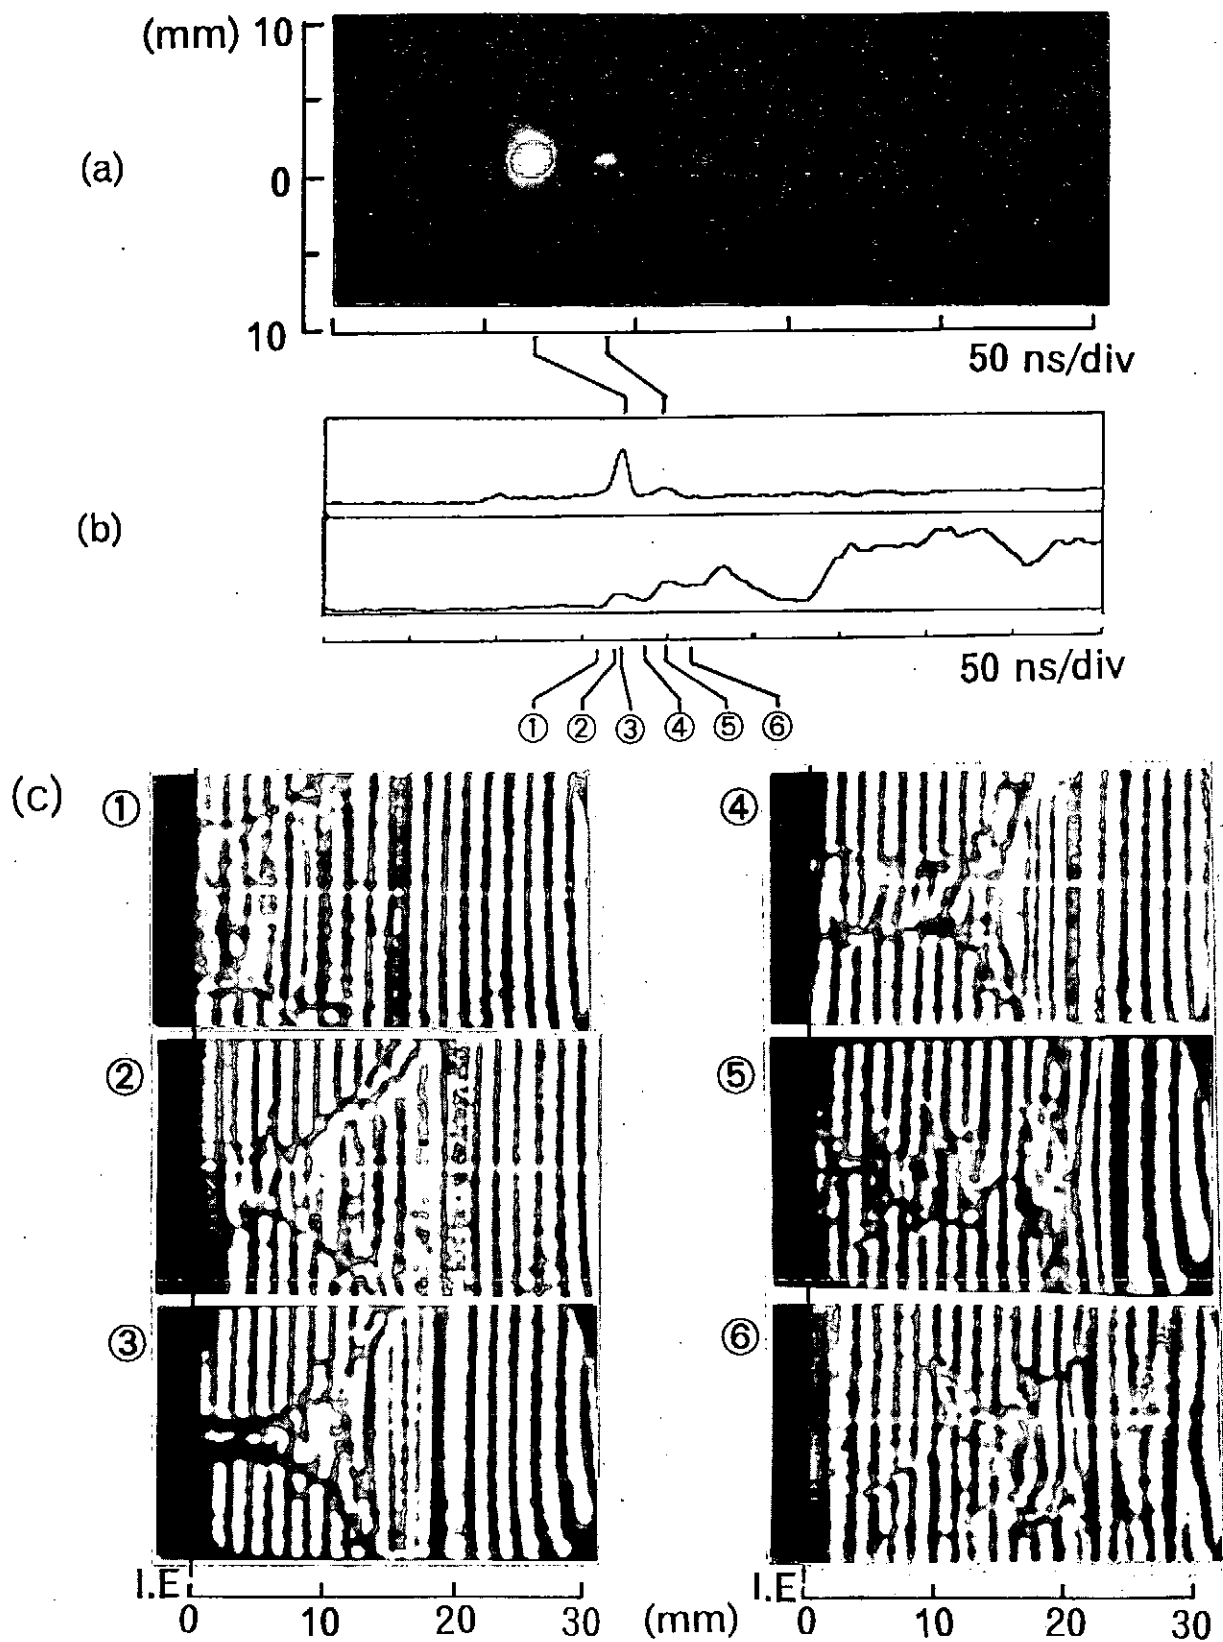 (mm) 10
(a)
0
10
50 ns/div
(b)
50 ns/div
① ② ③ ④ ⑤ ⑥
(c)
① ④
② ⑤
③ ⑥
I.E I.E
0 10 20 30 (mm) 0 10 20 30